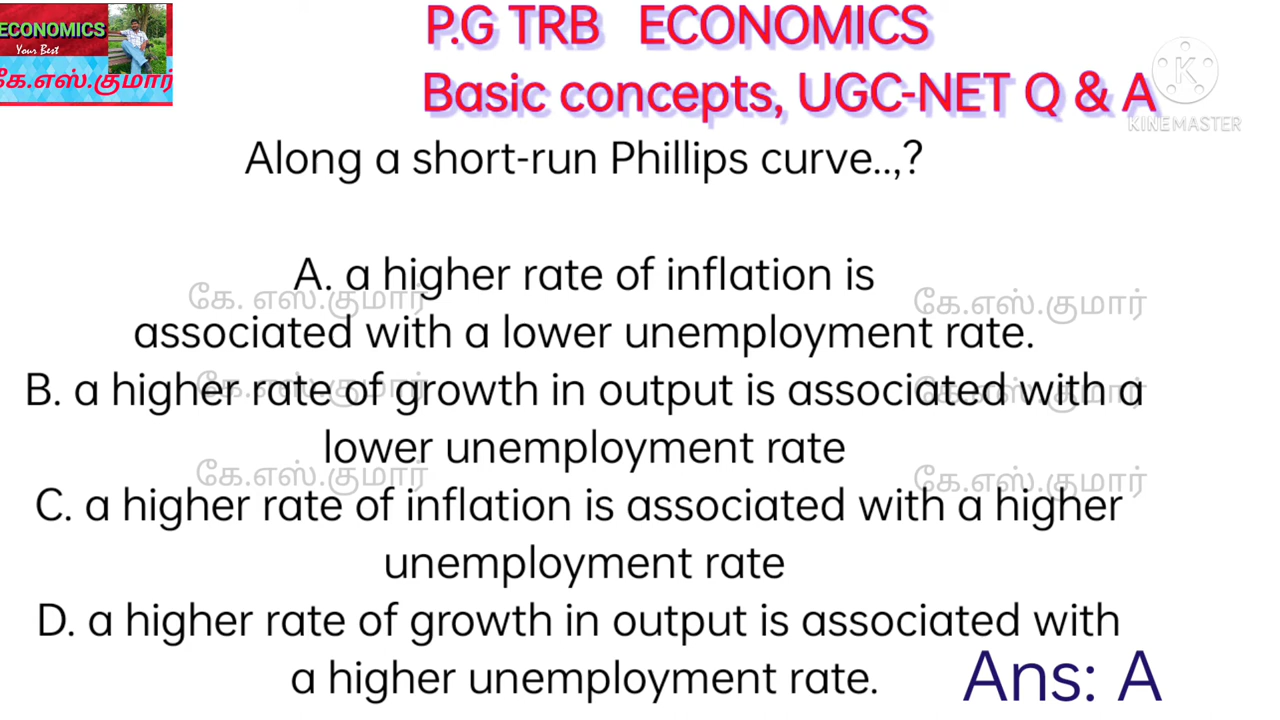 ECONOMICS
Your Best
கே.எஸ்.குமார்
P.G TRB ECONOMICS
Basic concepts, UGC-NET Q & A
K
KINEMASTER
Along a short-run Phillips curve..,?
A. a higher rate of inflation is
கே. எஸ்.குமார் கே.எஸ்.குமார்
associated with a lower unemployment rate.
B. a higher rate of growth in output is associated with a
கே.எஸ்.குமார் கே.எஸ்.குமார்
lower unemployment rate
கே.எஸ்.குமார் கே.எஸ்.குமார்
C. a higher rate of inflation is associated with a higher
unemployment rate
D. a higher rate of growth in output is associated with
a higher unemployment rate.
Ans: A